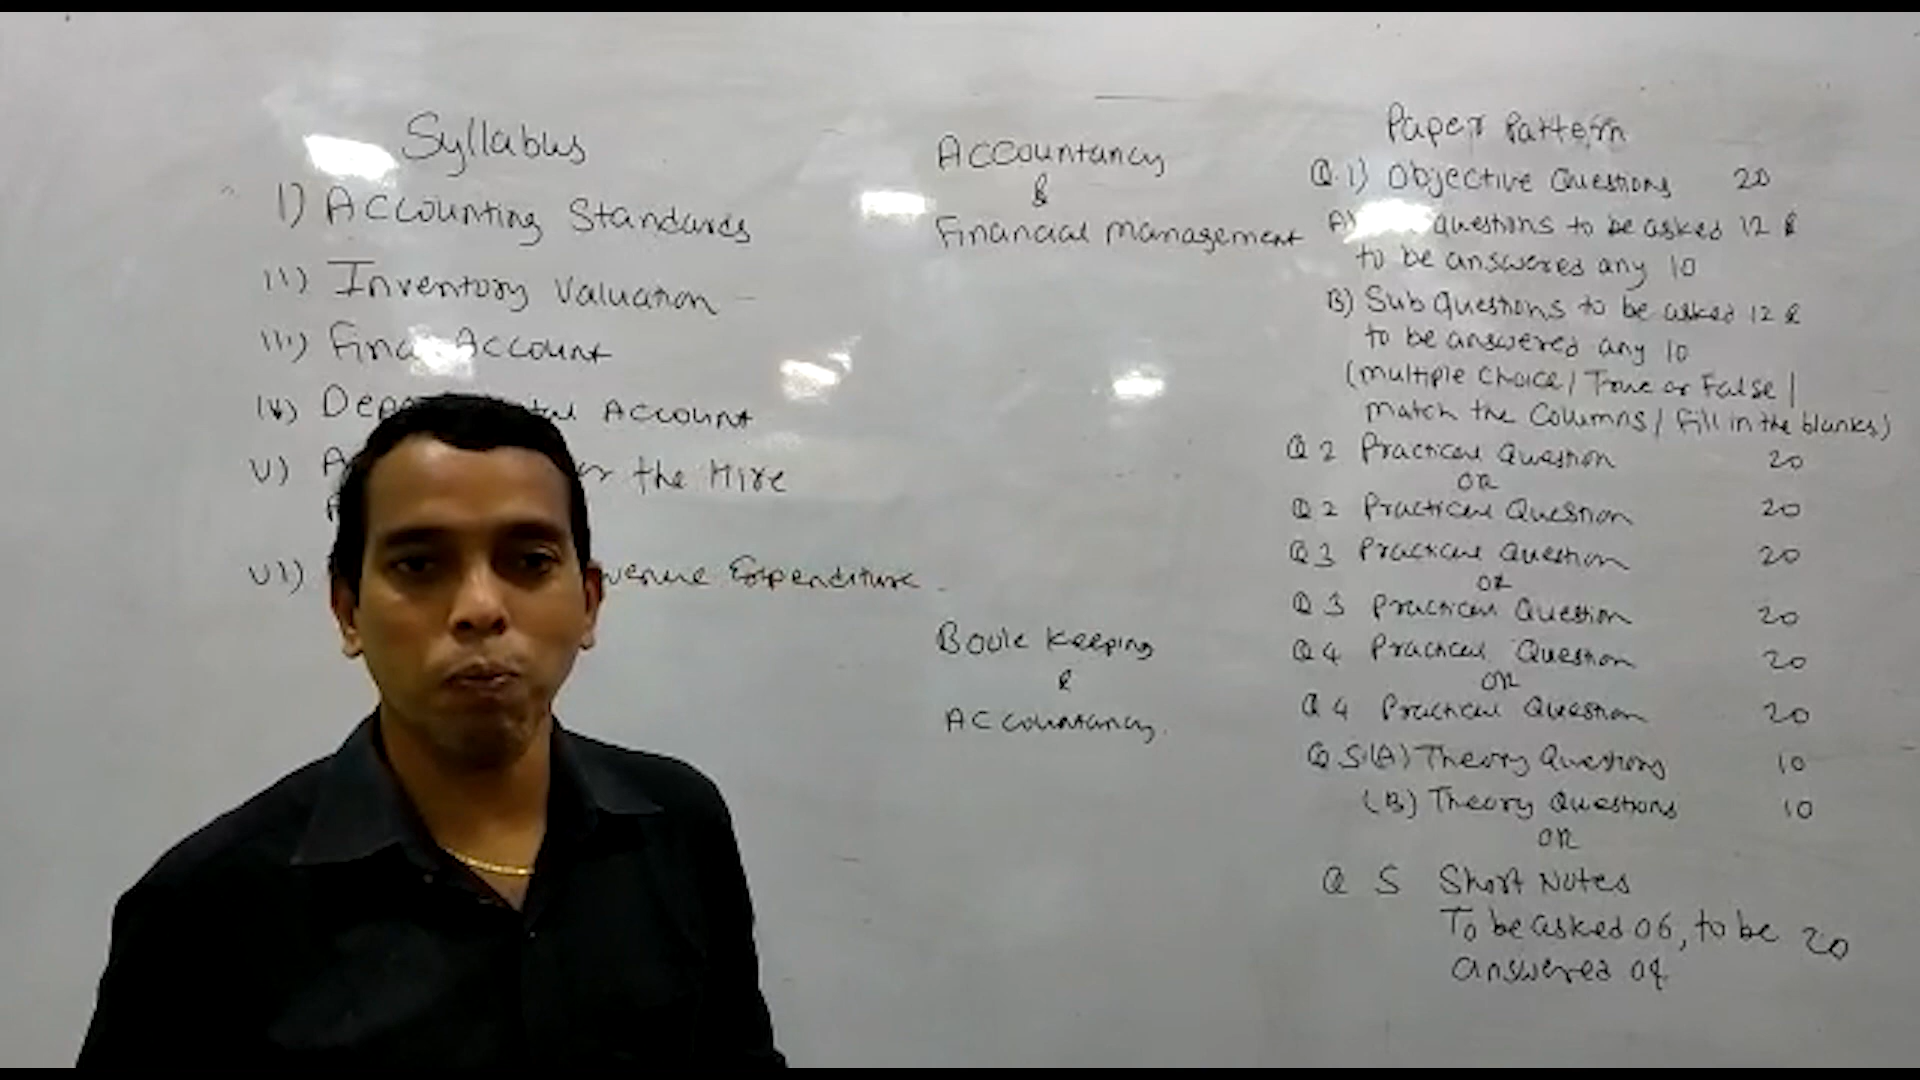 Syllabus
I) Accounting Standards
II) Inventory Valuation
III) Final Account
IV) Account
V) the Hire
VI) Expenditure
Accountancy
&
Financial Management
Book Keeping
&
Accountancy.
Paper Pattern
Q.1) Objective Questions 20
A) questions to be asked 12 &
to be answered any 10
B) Sub Questions to be asked 12 &
to be answered any 10
(Multiple Choice / True or False /
Match the Columns / Fill in the blanks)
Q 2 Practical Question 20
OR
Q 2 Practical Question 20
Q 3 Practical Question 20
OR
Q 3 Practical Question 20
Q 4 Practical Question 20
OR
Q 4 Practical Question 20
Q 5 (A) Theory Questions 10
(B) Theory Questions 10
OR
Q 5 Short Notes
To be asked 06, to be 20
answered 04